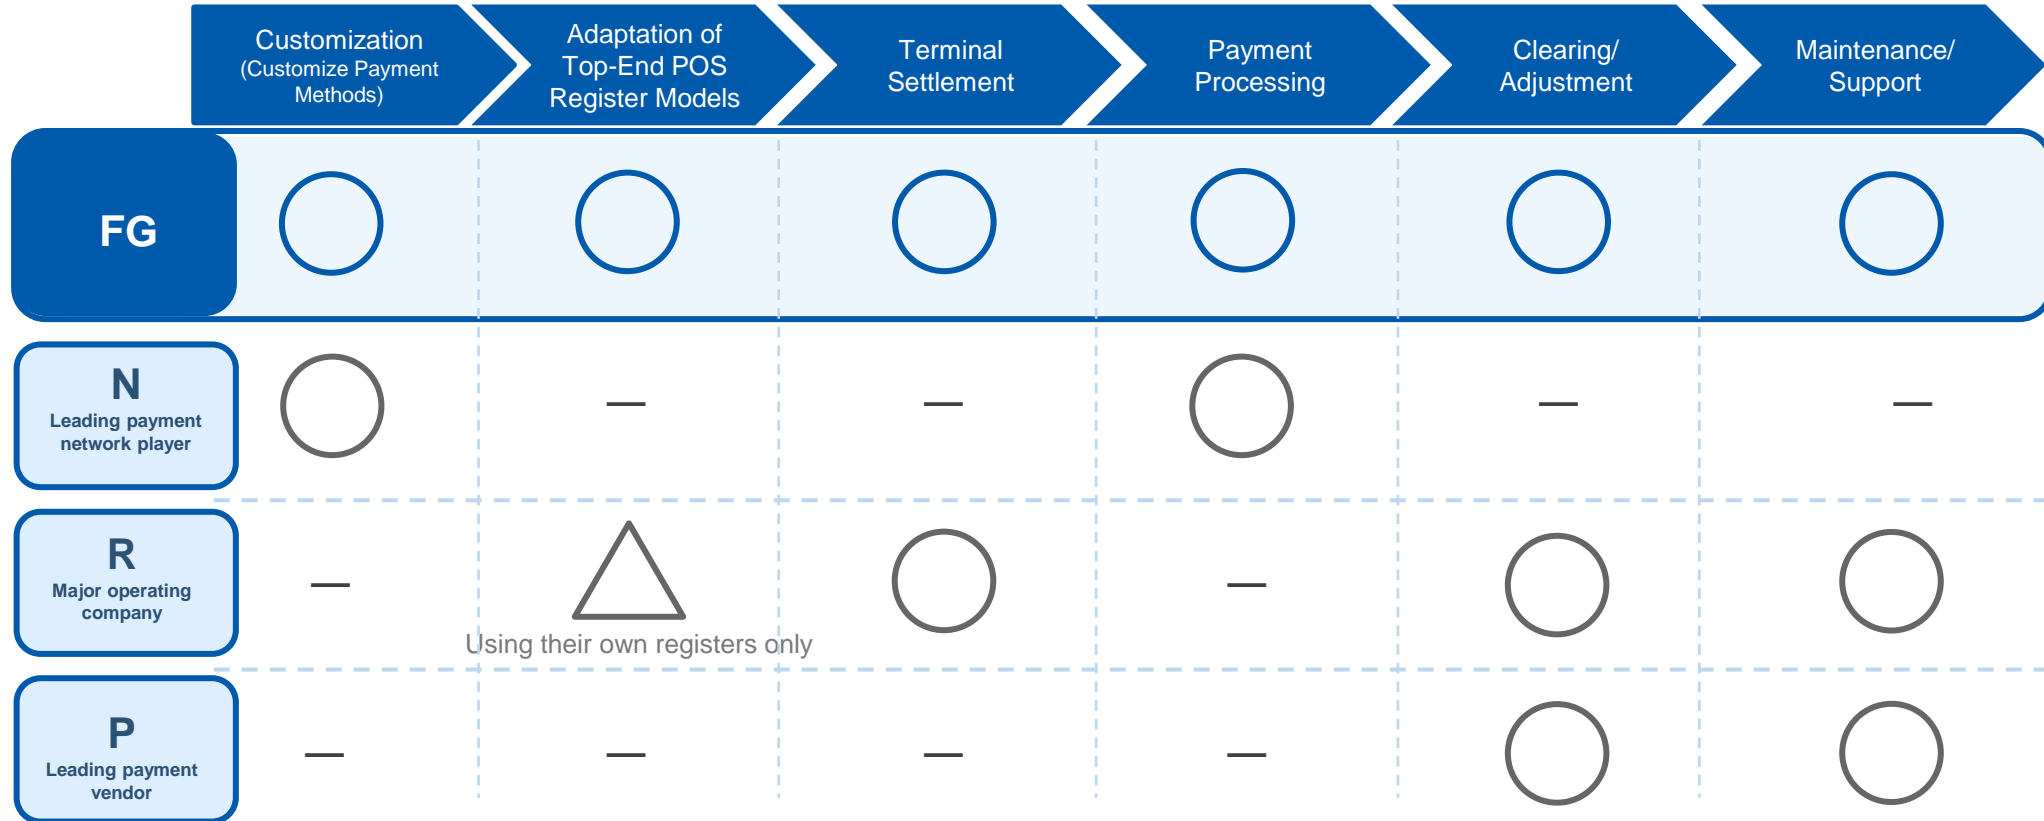 Customization
(Customize Payment
Methods)
Adaptation of
Top-End POS
Register Models
Terminal
Settlement
Payment
Processing
Clearing/
Adjustment
Maintenance/
Support
FG
N
Leading payment
network player
— — — —
R
Major operating
company
— —
Using their own registers only
P
Leading payment
vendor
— — — —